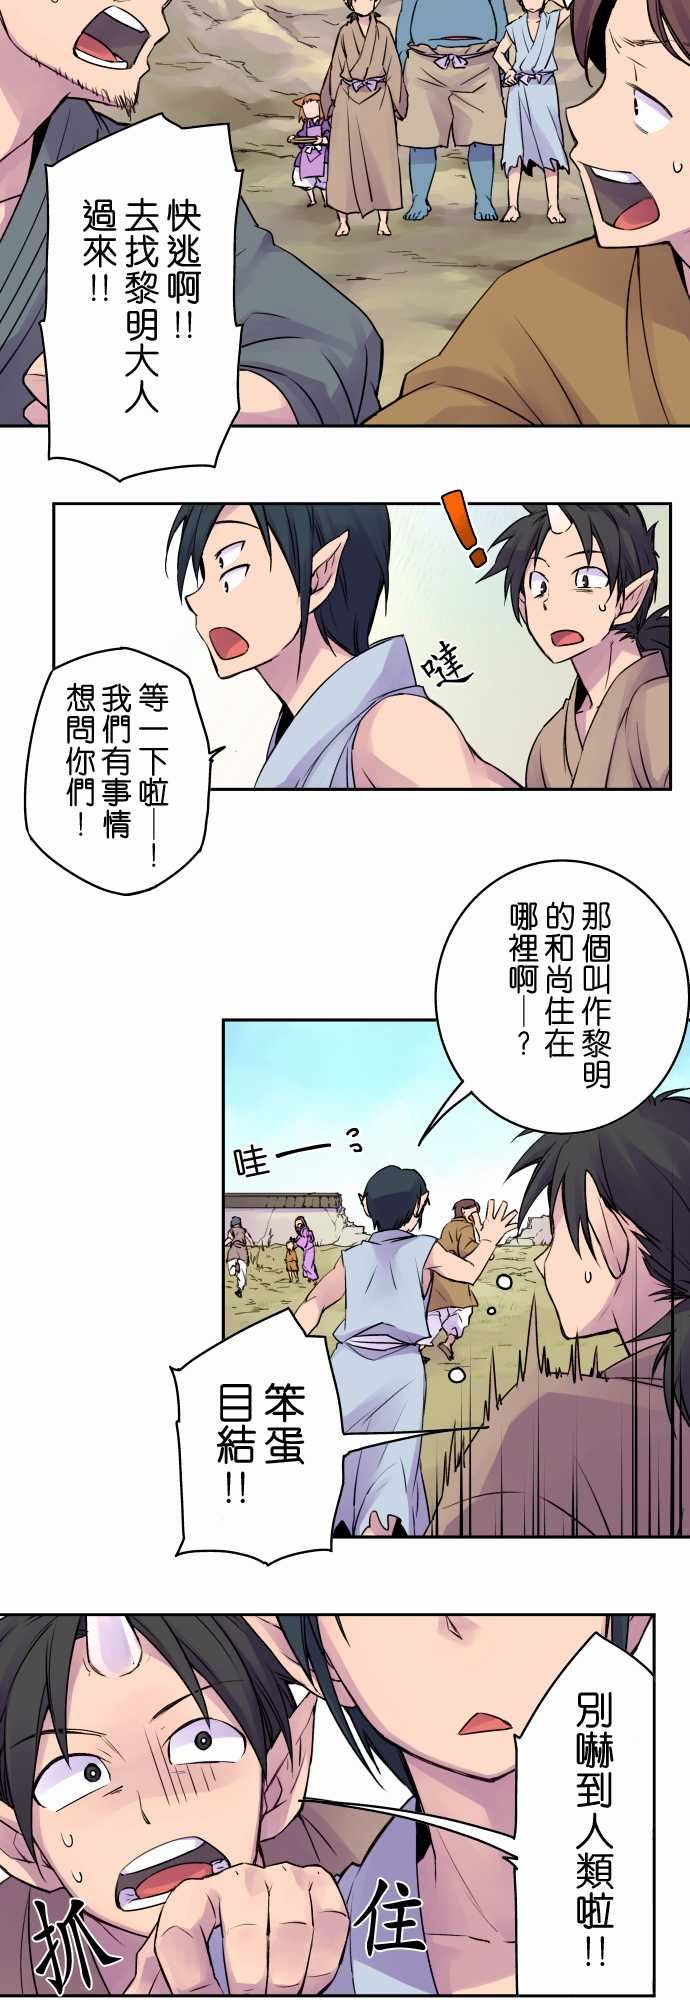 快逃啊!!
去找黎明大人
過來!!
噠
等一下啦—!
我們有事情
想問你們!
那個叫作黎明
的和尚住在
哪裡啊—?
哇——
笨蛋
目結!!
別嚇到人類啦!!
抓住